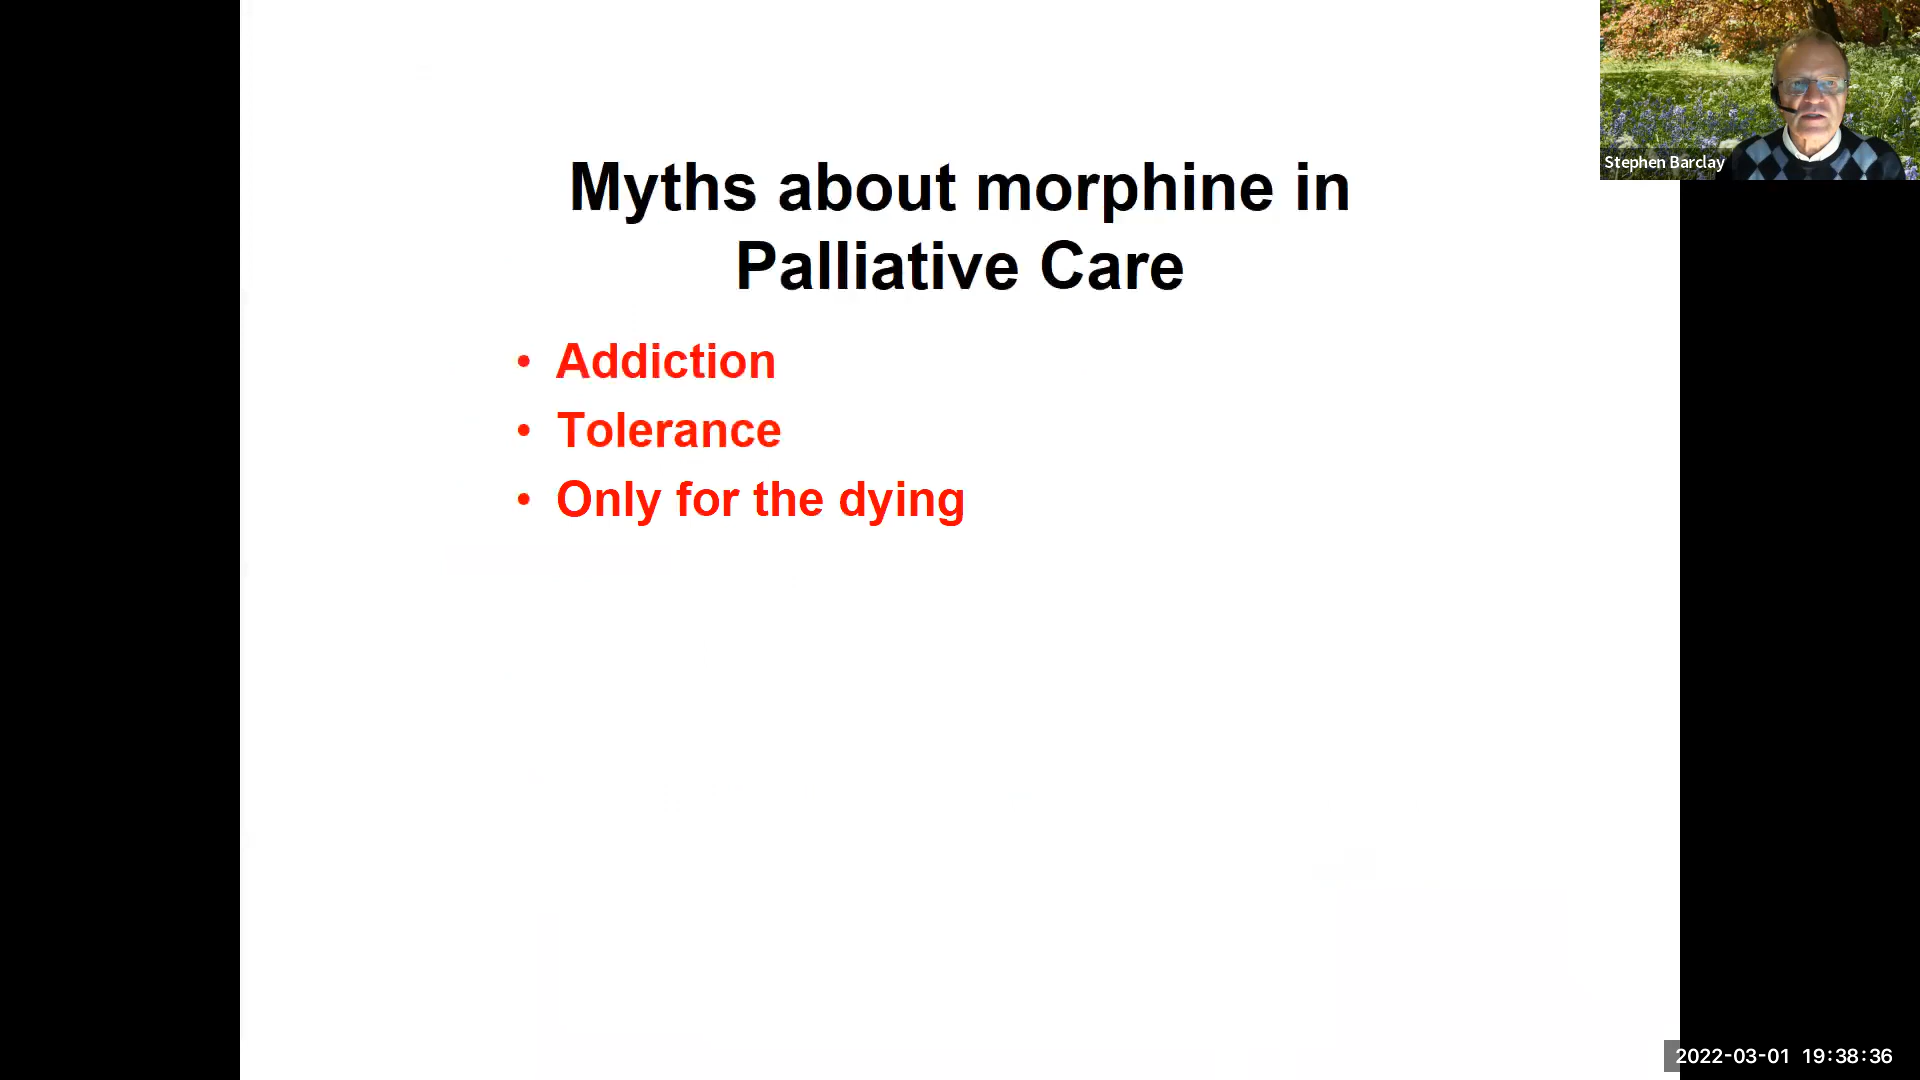 Myths about morphine in
Palliative Care
• Addiction
• Tolerance
• Only for the dying
Stephen Barclay
2022-03-01 19:38:36